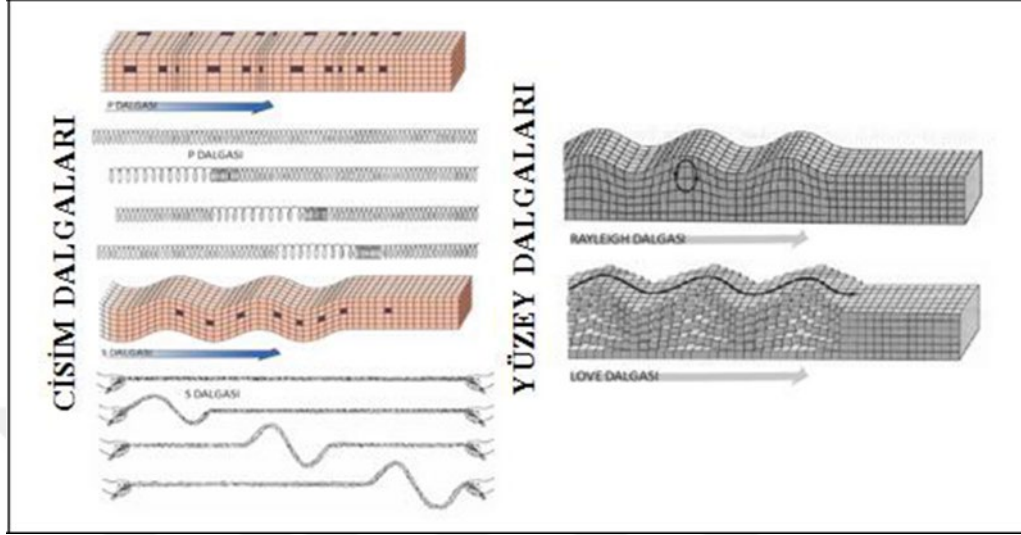 CİSİM DALGALARI
P DALGASI
P DALGASI
S DALGASI
S DALGASI
YÜZEY DALGALARI
RAYLEIGH DALGASI
LOVE DALGASI